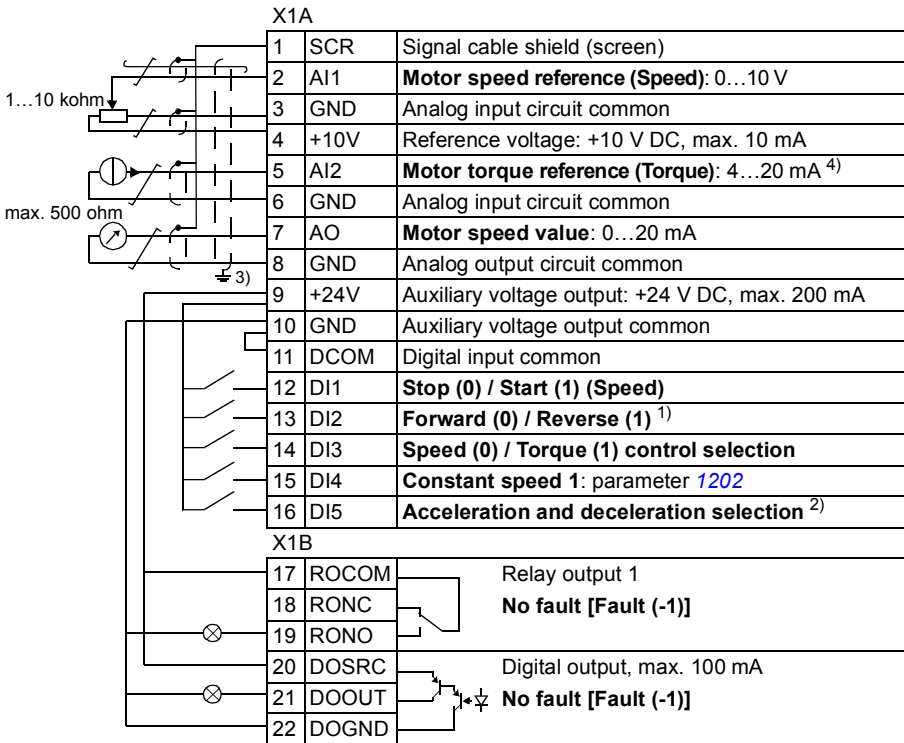 X1A
1 SCR Signal cable shield (screen)
2 AI1 Motor speed reference (Speed): 0…10 V
1…10 kohm
3 GND Analog input circuit common
4 +10V Reference voltage: +10 V DC, max. 10 mA
5 AI2 Motor torque reference (Torque): 4…20 mA 4)
6 GND Analog input circuit common
max. 500 ohm
7 AO Motor speed value: 0…20 mA
8 GND Analog output circuit common
3)
9 +24V Auxiliary voltage output: +24 V DC, max. 200 mA
10 GND Auxiliary voltage output common
11 DCOM Digital input common
12 DI1 Stop (0) / Start (1) (Speed)
13 DI2 Forward (0) / Reverse (1) 1)
14 DI3 Speed (0) / Torque (1) control selection
15 DI4 Constant speed 1: parameter 1202
16 DI5 Acceleration and deceleration selection 2)
X1B
17 ROCOM Relay output 1
18 RONC No fault [Fault (-1)]
19 RONO
20 DOSRC Digital output, max. 100 mA
21 DOOUT No fault [Fault (-1)]
22 DOGND